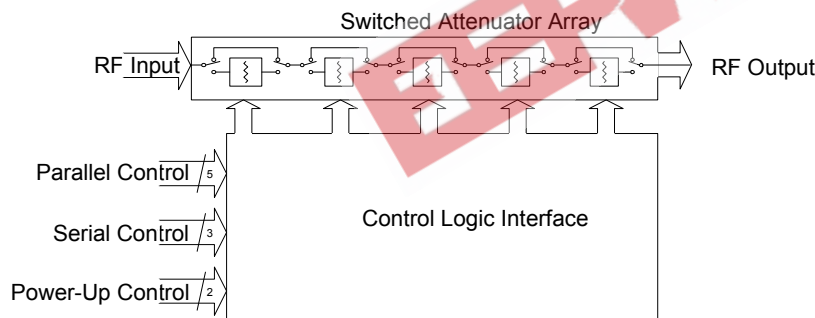 Switched Attenuator Array
RF Input
RF Output
Parallel Control
5
Control Logic Interface
Serial Control
3
Power-Up Control
2